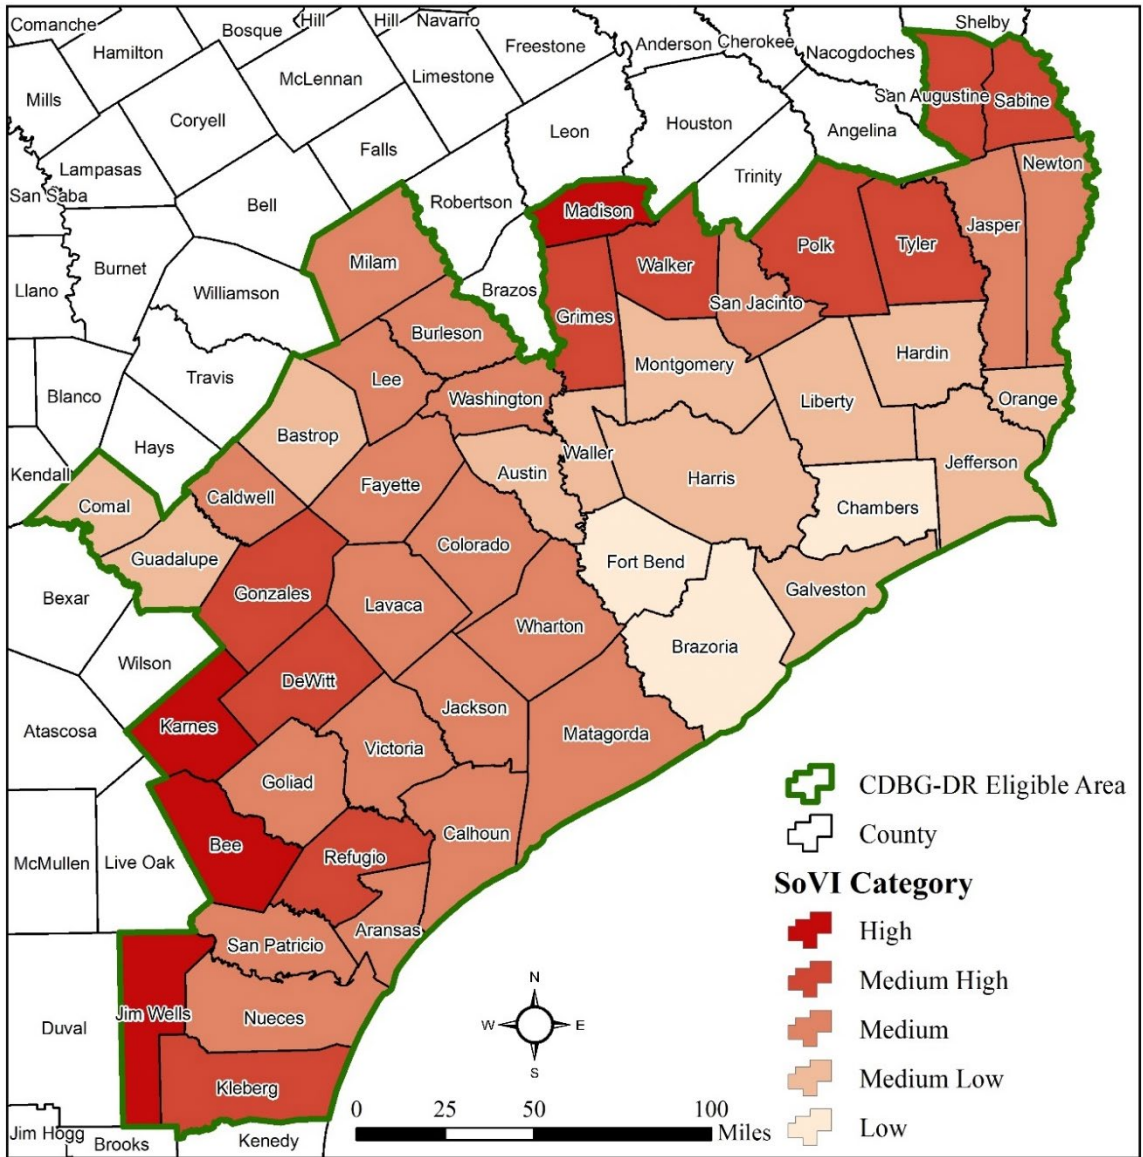 Comanche
Hamilton
Bosque
Hill
Hill
Navarro
Freestone
Anderson
Cherokee
Nacogdoches
Shelby
Mills
Coryell
McLennan
Limestone
Leon
Houston
Angelina
San Augustine
Sabine
Lampasas
Falls
San Saba
Bell
Robertson
Trinity
Newton
Madison
Jasper
Burnet
Milam
Walker
Polk
Tyler
Llano
Williamson
Brazos
San Jacinto
Grimes
Burleson
Montgomery
Hardin
Travis
Lee
Blanco
Washington
Liberty
Orange
Hays
Bastrop
Waller
Kendall
Austin
Harris
Jefferson
Comal
Caldwell
Fayette
Chambers
Guadalupe
Colorado
Fort Bend
Galveston
Bexar
Gonzales
Lavaca
Wharton
Brazoria
Wilson
DeWitt
Atascosa
Karnes
Jackson
Matagorda
Victoria
Goliad
McMullen
Live Oak
Bee
Refugio
Calhoun
San Patricio
Aransas
Duval
Jim Wells
Nueces
Kleberg
Jim Hogg
Brooks
Kenedy
CDBG-DR Eligible Area
County
SoVI Category
High
Medium High
Medium
Medium Low
Low
N
W E
S
0 25 50 100
Miles